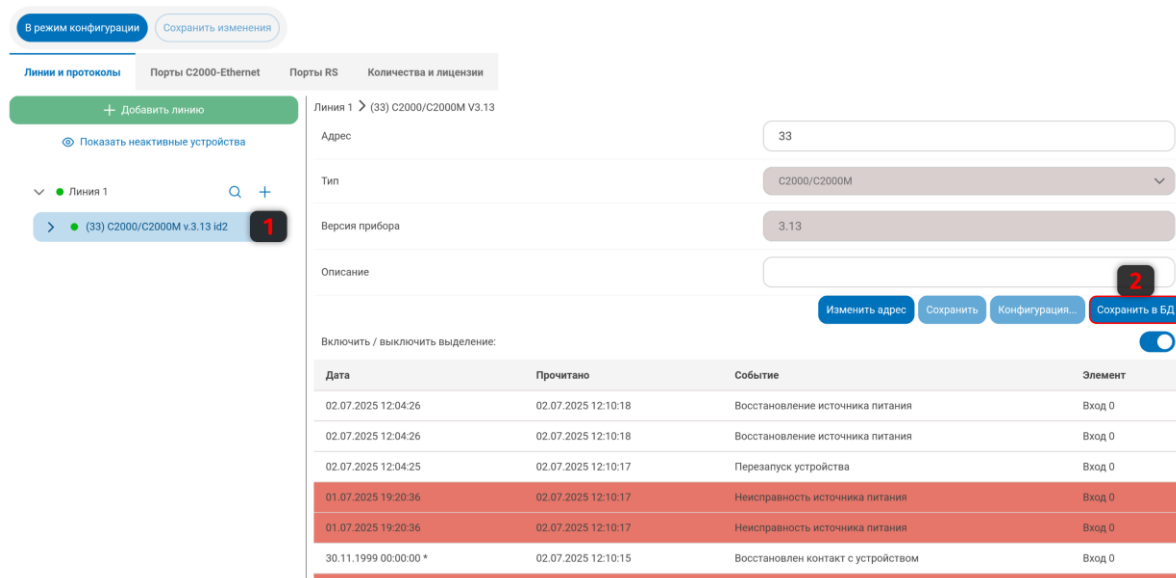 В режим конфигурации Сохранить изменения
Линии и протоколы Порты С2000-Ethernet Порты RS Количества и лицензии
+ Добавить линию
Показать неактивные устройства
Линия 1
(33) С2000/С2000М v.3.13 id2 1
Линия 1 > (33) С2000/С2000М V3.13
Адрес 33
Тип С2000/С2000М
Версия прибора 3.13
Описание
2
Изменить адрес Сохранить Конфигурация... Сохранить в БД
Включить / выключить выделение:
Дата Прочитано Событие Элемент
02.07.2025 12:04:26 02.07.2025 12:10:18 Восстановление источника питания Вход 0
02.07.2025 12:04:26 02.07.2025 12:10:18 Восстановление источника питания Вход 0
02.07.2025 12:04:25 02.07.2025 12:10:17 Перезапуск устройства Вход 0
01.07.2025 19:20:36 02.07.2025 12:10:17 Неисправность источника питания Вход 0
01.07.2025 19:20:36 02.07.2025 12:10:17 Неисправность источника питания Вход 0
30.11.1999 00:00:00 * 02.07.2025 12:10:15 Восстановлен контакт с устройством Вход 0